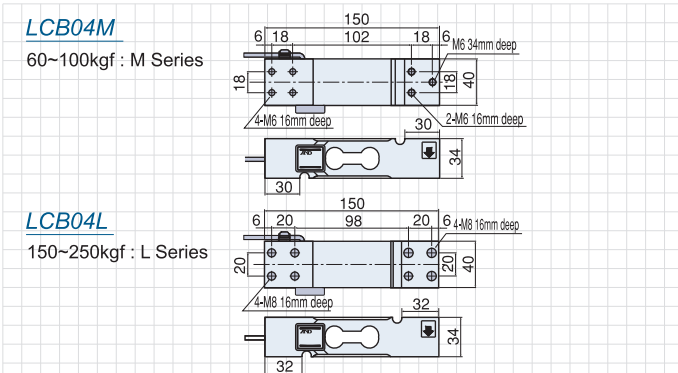 LCB04M
60~100kgf : M Series
150
6 18 102 18 6
M6 34mm deep
18
18
40
4-M6 16mm deep
2-M6 16mm deep
30
AND
34
30
LCB04L
150~250kgf : L Series
150
6 20 98 20 6
4-M8 16mm deep
20
20
40
4-M8 16mm deep
32
AND
34
32